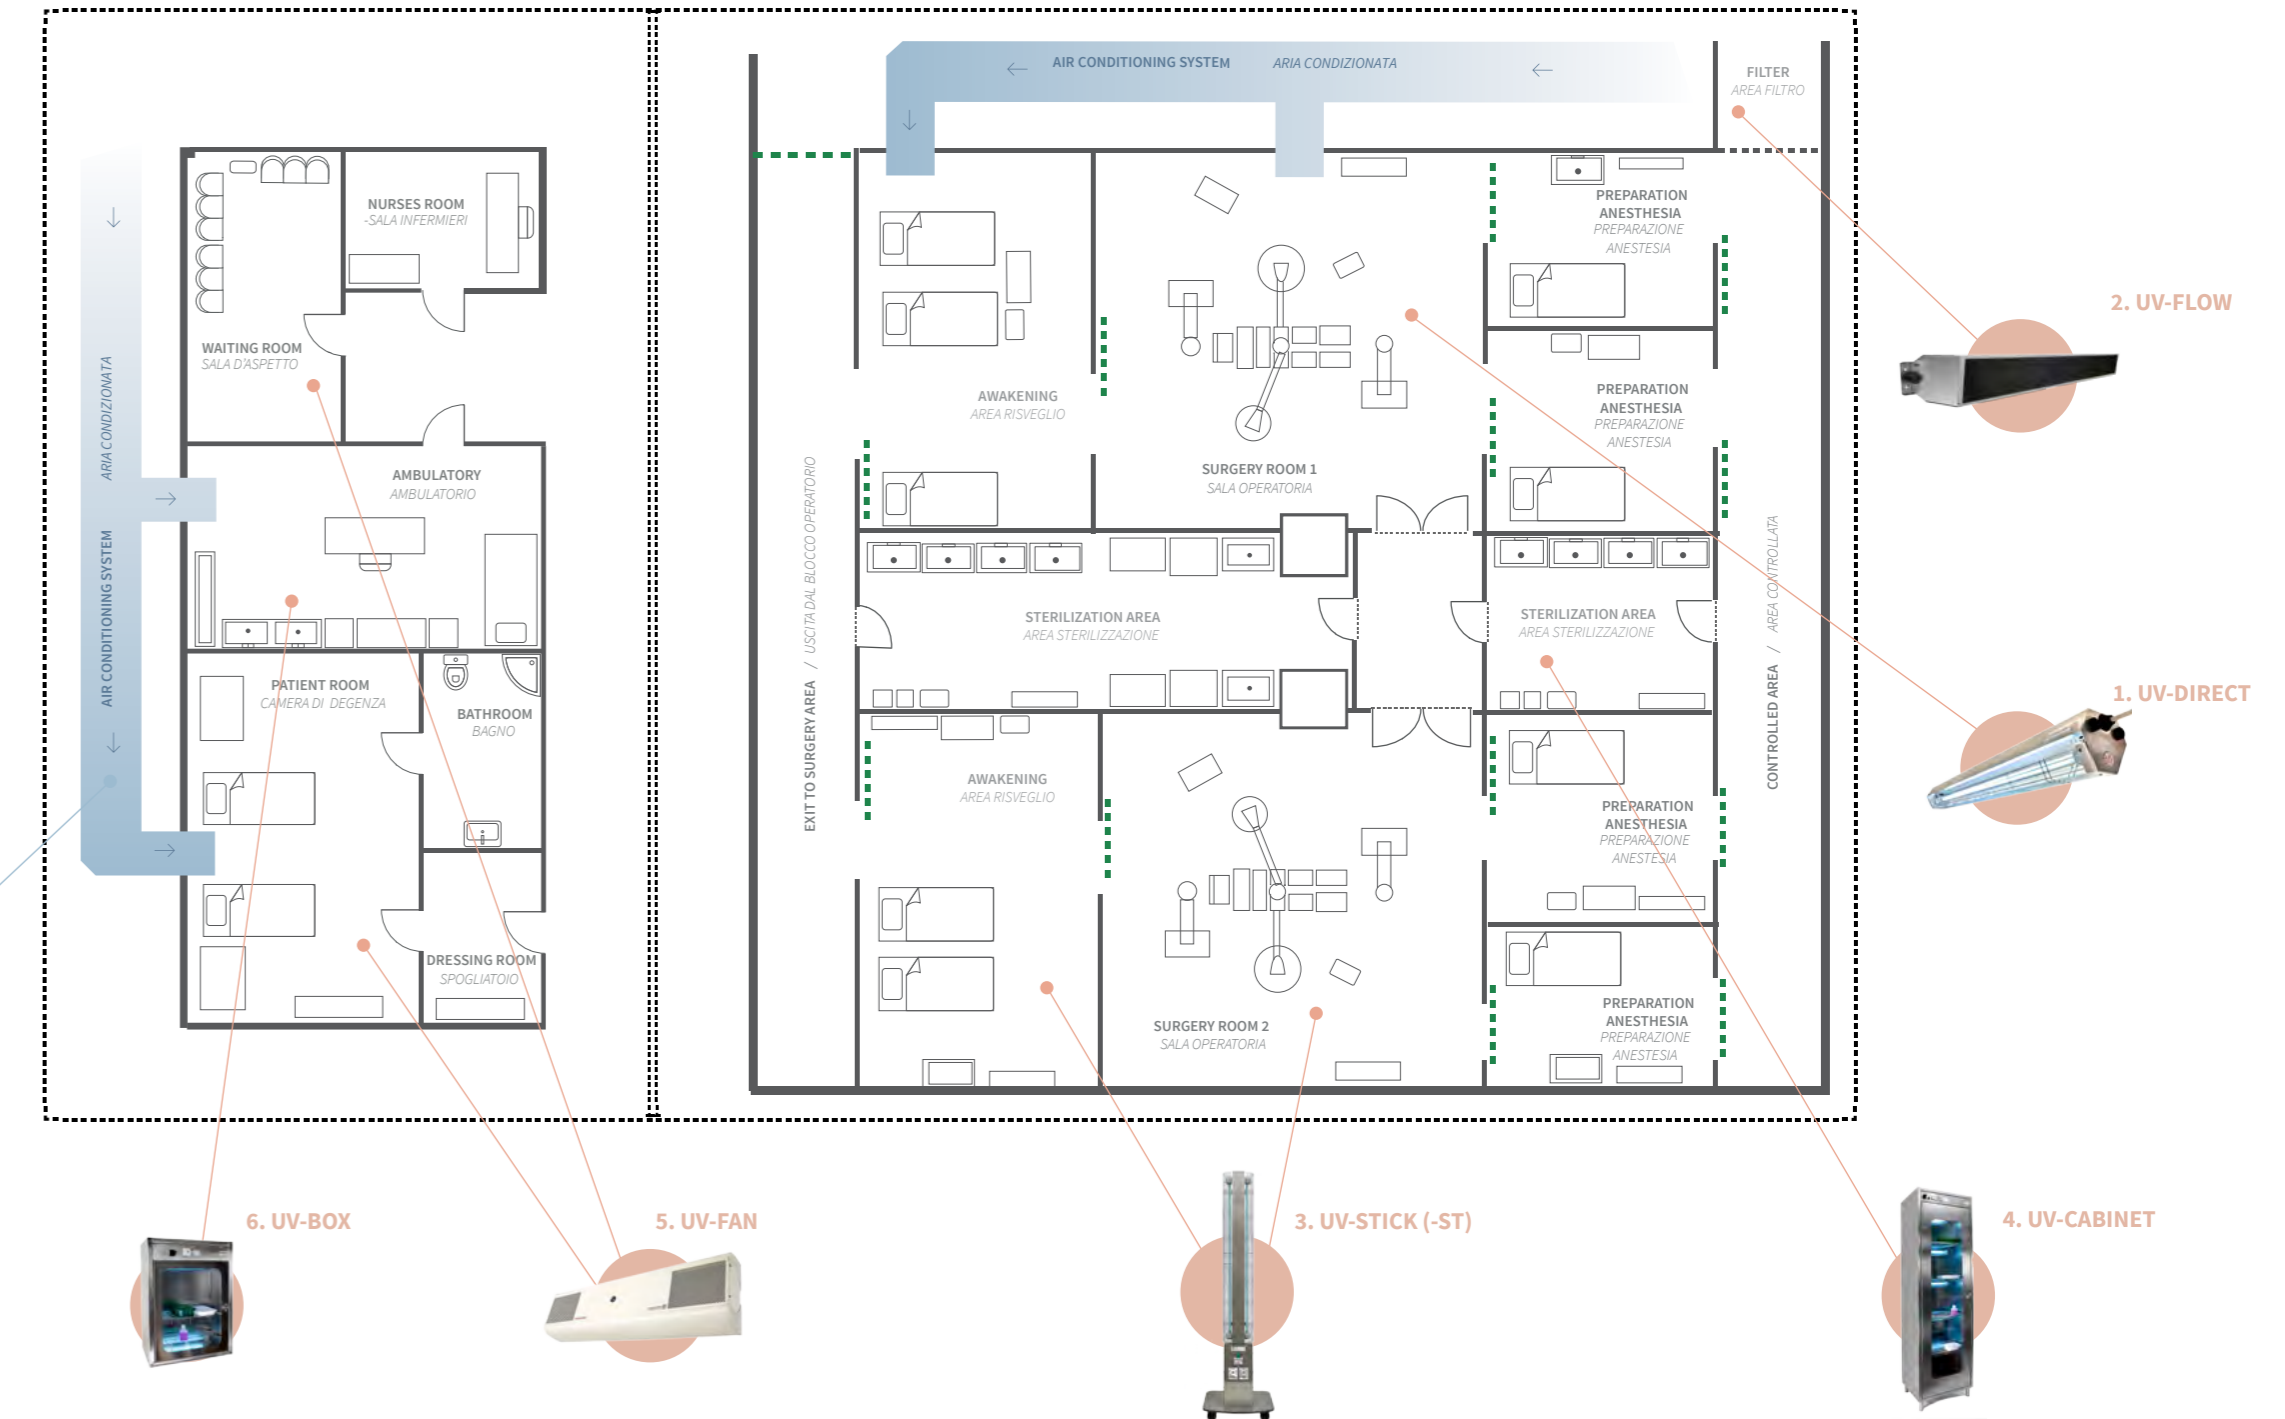 AIR CONDITIONING SYSTEM ARIA CONDIZIONATA
FILTER
AREA FILTRO
NURSES ROOM
-SALA INFERMIERI
WAITING ROOM
SALA D'ASPETTO
AIR CONDITIONING SYSTEM ARIA CONDIZIONATA
AMBULATORY
AMBULATORIO
PATIENT ROOM
CAMERA DI DEGENZA
BATHROOM
BAGNO
DRESSING ROOM
SPOGLIATOIO
EXIT TO SURGERY AREA / USCITA DAL BLOCCO OPERATORIO
AWAKENING
AREA RISVEGLIO
SURGERY ROOM 1
SALA OPERATORIA
PREPARATION
ANESTHESIA
PREPARAZIONE
ANESTESIA
PREPARATION
ANESTHESIA
PREPARAZIONE
ANESTESIA
STERILIZATION AREA
AREA STERILIZZAZIONE
STERILIZATION AREA
AREA STERILIZZAZIONE
AWAKENING
AREA RISVEGLIO
SURGERY ROOM 2
SALA OPERATORIA
PREPARATION
ANESTHESIA
PREPARAZIONE
ANESTESIA
PREPARATION
ANESTHESIA
PREPARAZIONE
ANESTESIA
CONTROLLED AREA / AREA CONTROLLATA
2. UV-FLOW
1. UV-DIRECT
6. UV-BOX
5. UV-FAN
3. UV-STICK (-ST)
4. UV-CABINET